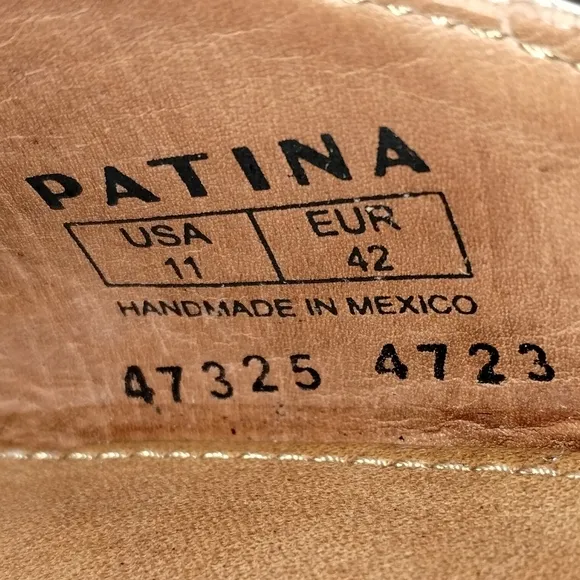 PATINA
USA EUR
11 42
HANDMADE IN MEXICO
47325 4723